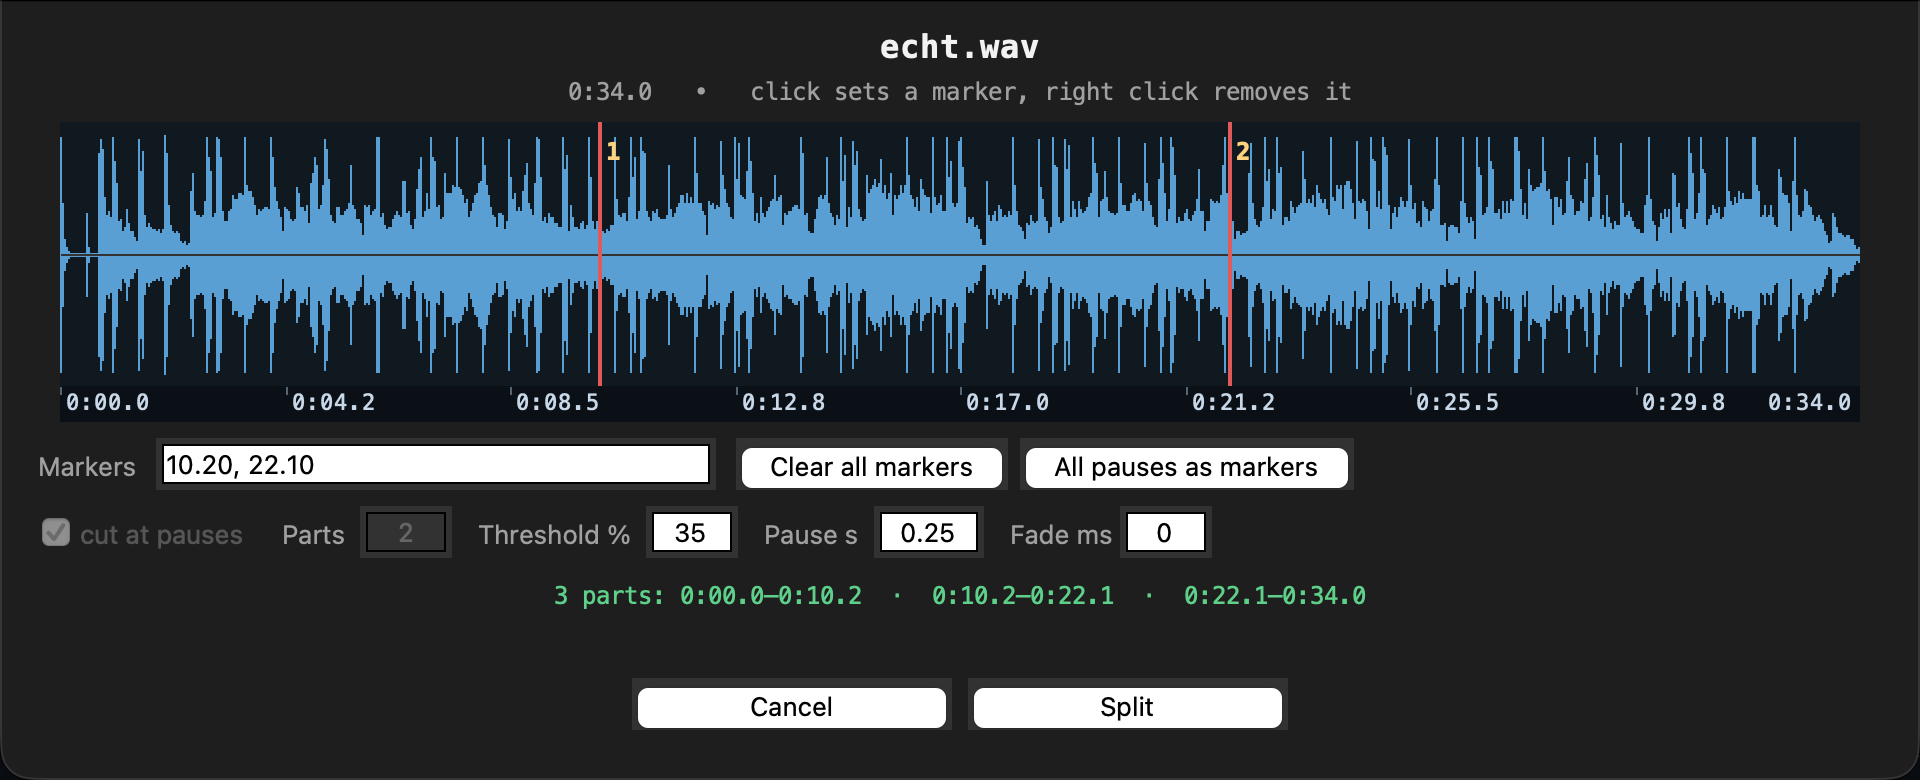 echt.wav
0:34.0 • click sets a marker, right click removes it
1 2
0:00.0 0:04.2 0:08.5 0:12.8 0:17.0 0:21.2 0:25.5 0:29.8 0:34.0
Markers 10.20, 22.10 Clear all markers All pauses as markers
cut at pauses Parts 2 Threshold % 35 Pause s 0.25 Fade ms 0
3 parts: 0:00.0–0:10.2 · 0:10.2–0:22.1 · 0:22.1–0:34.0
Cancel Split